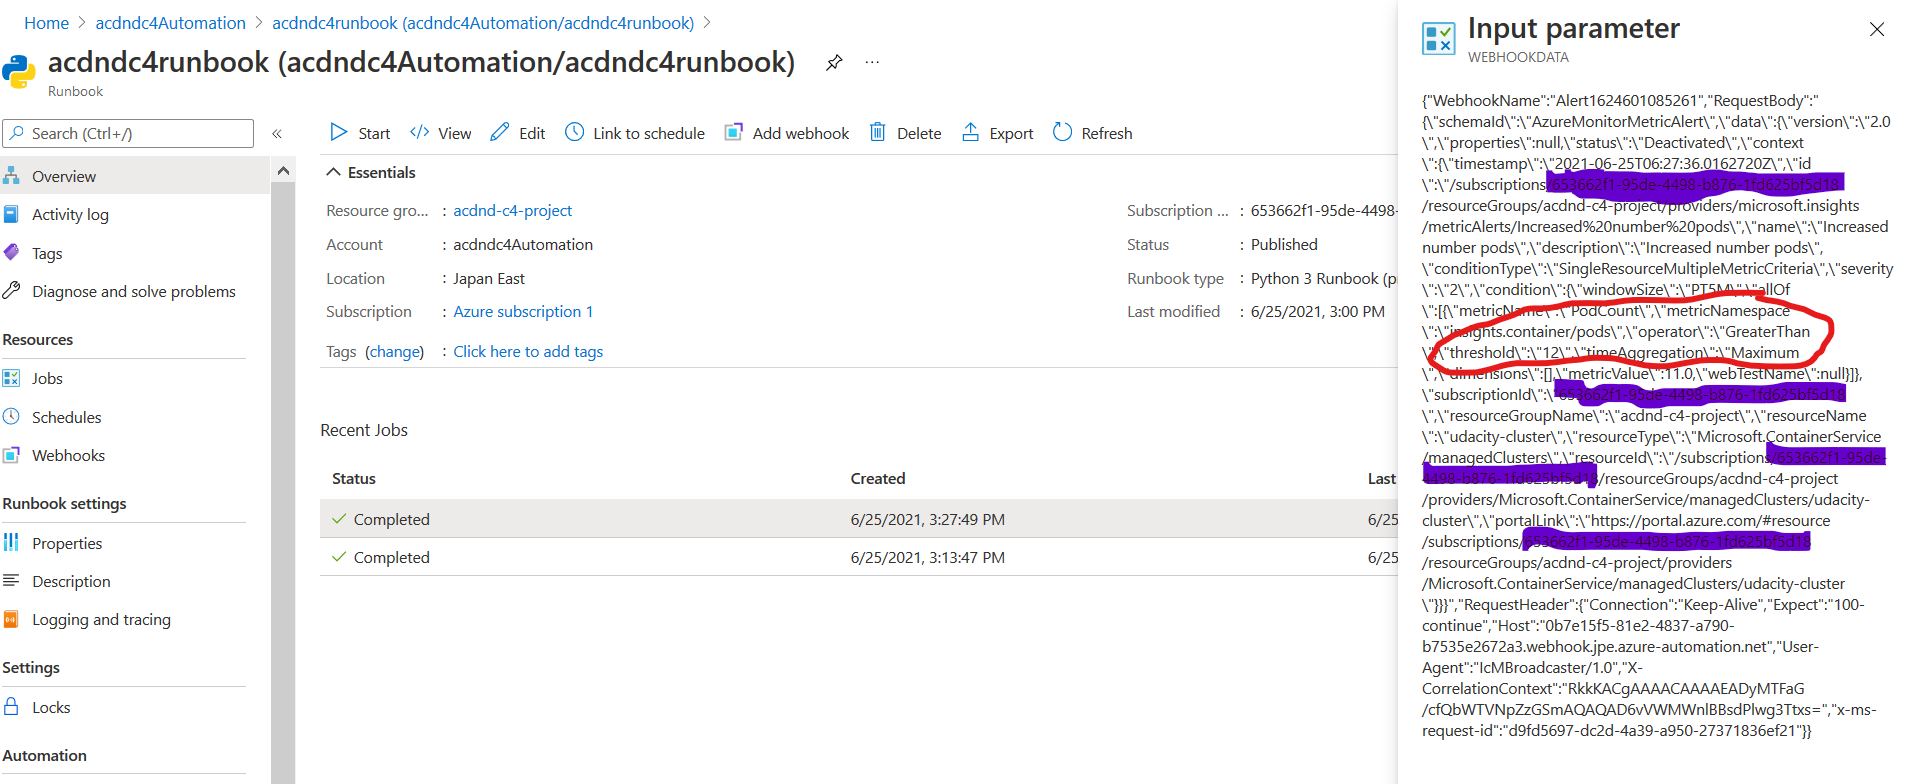 Home > acdndc4Automation > acdndc4runbook (acdndc4Automation/acdndc4runbook) >
acdndc4runbook (acdndc4Automation/acdndc4runbook) ...
Runbook
Search (Ctrl+/) «
Overview
Activity log
Tags
Diagnose and solve problems
Resources
Jobs
Schedules
Webhooks
Runbook settings
Properties
Description
Logging and tracing
Settings
Locks
Automation
Start View Edit Link to schedule Add webhook Delete Export Refresh
Essentials
Resource gro... : acdnd-c4-project
Account : acdndc4Automation
Location : Japan East
Subscription : Azure subscription 1
Tags (change) : Click here to add tags
Subscription ... : 653662f1-95de-4498-
Status : Published
Runbook type : Python 3 Runbook (p
Last modified : 6/25/2021, 3:00 PM
Recent Jobs
Status Created Last
Completed 6/25/2021, 3:27:49 PM 6/25
Completed 6/25/2021, 3:13:47 PM 6/25
Input parameter
WEBHOOKDATA
{"WebhookName":"Alert1624601085261","RequestBody":"
{\"schemaId\":\"AzureMonitorMetricAlert\",\"data\":{\"version\":\"2.0
\",\"properties\":null,\"status\":\"Deactivated\",\"context
\":{\"timestamp\":\"2021-06-25T06:27:36.0162720Z\",\"id
\":\"/subscriptions
/resourceGroups/acdnd-c4-project/providers/microsoft.insights
/metricAlerts/Increased%20number%20pods\",\"name\":\"Increased
number pods\",\"description\":\"Increased number pods\",
\"conditionType\":\"SingleResourceMultipleMetricCriteria\",\"severity
\":\"2\",\"condition\":{\"windowSize\":\"PT5M\",\"allOf
\":[{\"metricName\":\"PodCount\",\"metricNamespace
\":\"insights.container/pods\",\"operator\":\"GreaterThan
\",\"threshold\":\"12\",\"timeAggregation\":\"Maximum
\",\"dimensions\":[],\"metricValue\":11.0,\"webTestName\":null}]},
\"subscriptionId\":\"
\",\"resourceGroupName\":\"acdnd-c4-project\",\"resourceName
\":\"udacity-cluster\",\"resourceType\":\"Microsoft.ContainerService
/managedClusters\",\"resourceId\":\"/subscriptions
/resourceGroups/acdnd-c4-project
/providers/Microsoft.ContainerService/managedClusters/udacity-
cluster\",\"portalLink\":\"https://portal.azure.com/#resource
/subscriptions/
/resourceGroups/acdnd-c4-project/providers
/Microsoft.ContainerService/managedClusters/udacity-cluster
\"}}}","RequestHeader":{"Connection":"Keep-Alive","Expect":"100-
continue","Host":"0b7e15f5-81e2-4837-a790-
b7535e2672a3.webhook.jpe.azure-automation.net","User-
Agent":"IcMBroadcaster/1.0","X-
CorrelationContext":"RkkKACgAAAACAAAAEADyMTFaG
/cfQbWTVNpZzGSmAQAQAD6vVWMWnlBBsdPlwg3Ttxs=","x-ms-
request-id":"d9fd5697-dc2d-4a39-a950-27371836ef21"}}